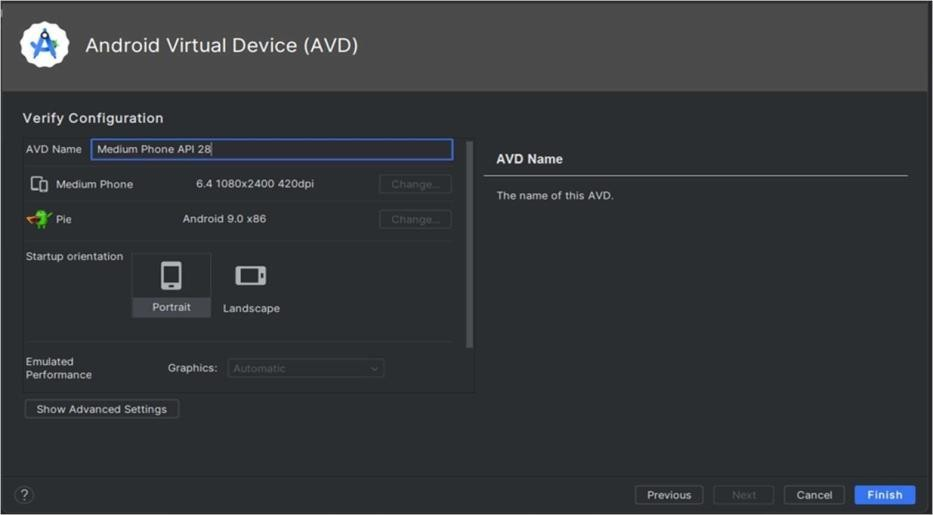 Android Virtual Device (AVD)
Verify Configuration
AVD Name Medium Phone API 28
Medium Phone 6.4 1080x2400 420dpi Change...
Pie Android 9.0 x86 Change...
Startup orientation
Portrait
Landscape
Emulated
Performance
Graphics: Automatic
Show Advanced Settings
AVD Name
The name of this AVD.
?
Previous Next Cancel Finish